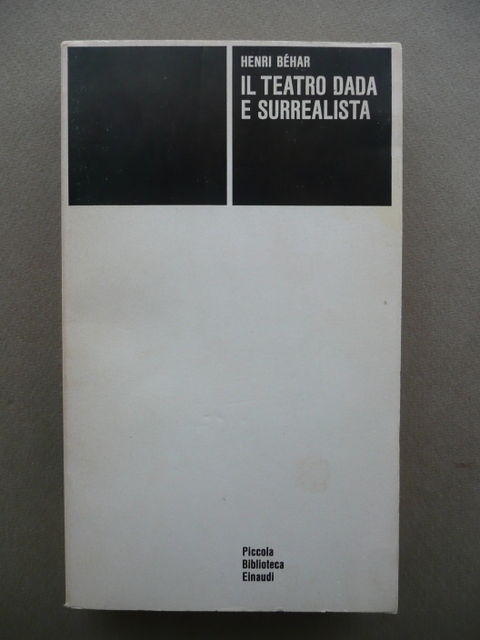 HENRI BÉHAR
IL TEATRO DADA
E SURREALISTA
Piccola
Biblioteca
Einaudi